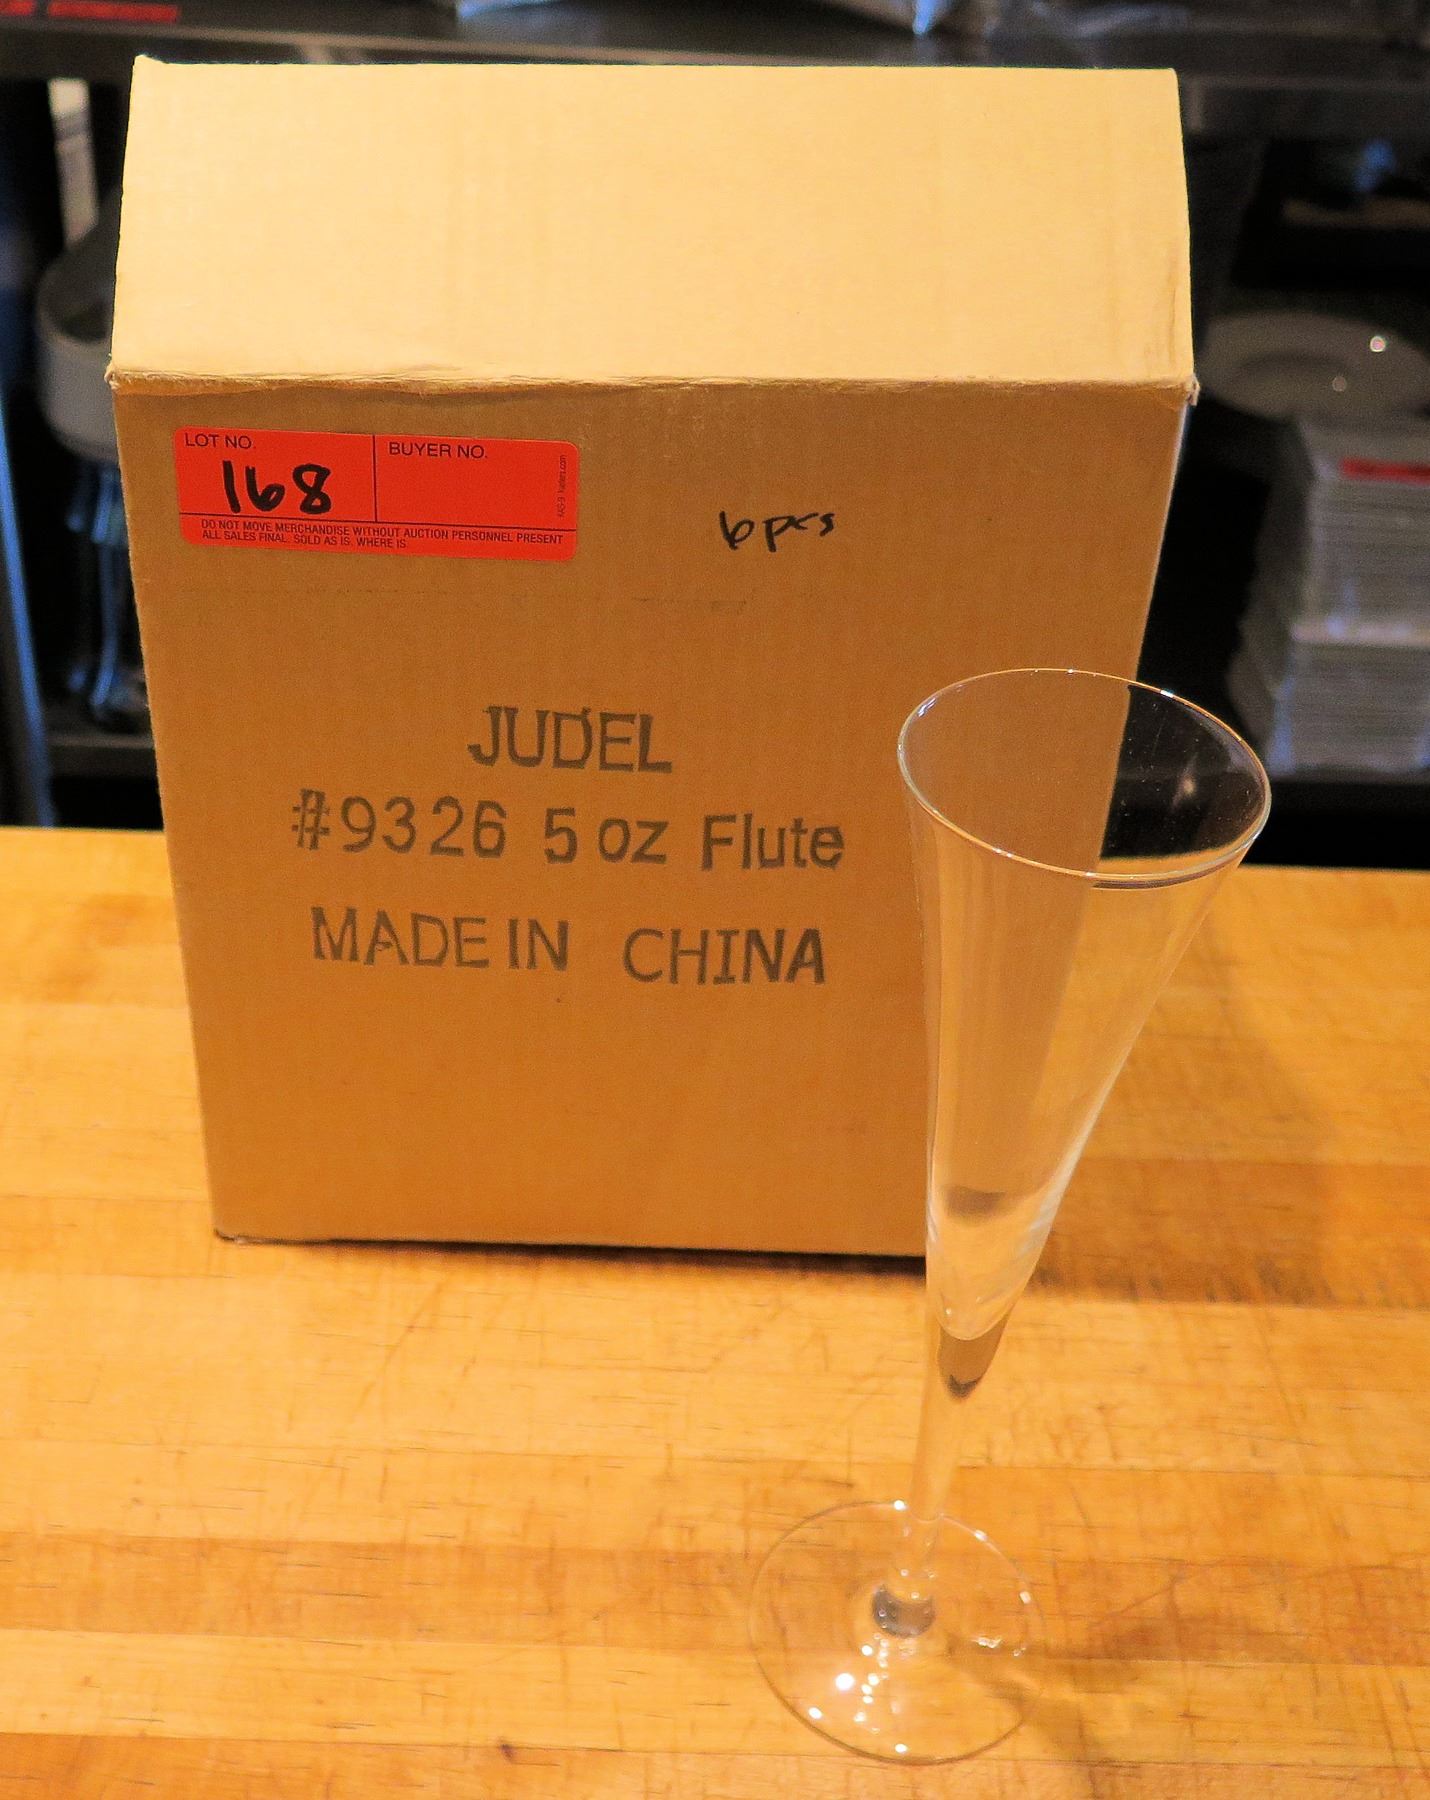 LOT NO.
168
BUYER NO.
DO NOT MOVE MERCHANDISE WITHOUT AUCTION PERSONNEL PRESENT
ALL SALES FINAL. SOLD AS IS. WHERE IS.
6pcs
JUDEL
#9326 5 oz Flute
MADE IN CHINA